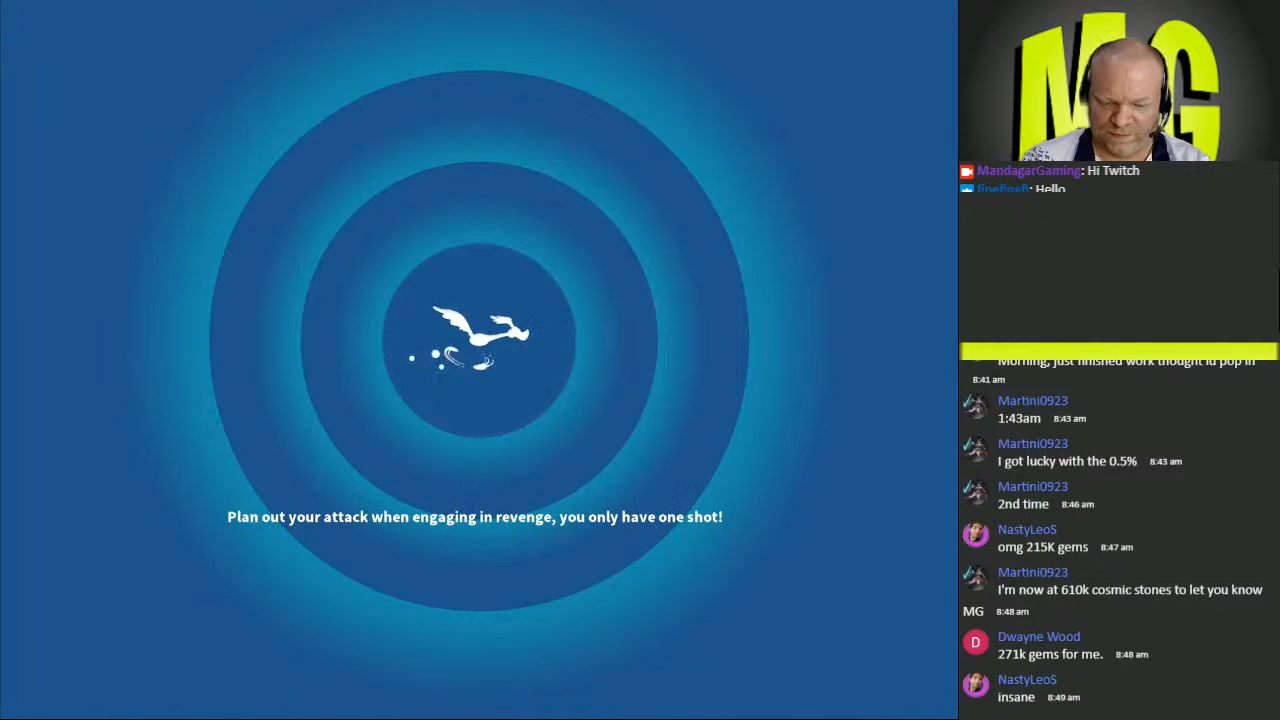 MG
MandagarGaming: Hi Twitch
finefinefi: Hello
Morning, just finished work thought id pop in
8:41 am
Martini0923
1:43am 8:43 am
Martini0923
I got lucky with the 0.5% 8:43 am
Martini0923
2nd time 8:46 am
Plan out your attack when engaging in revenge, you only have one shot!
NastyLeoS
omg 215K gems 8:47 am
Martini0923
I'm now at 610k cosmic stones to let you know
MG 8:48 am
D
Dwayne Wood
271k gems for me. 8:48 am
NastyLeoS
insane 8:49 am